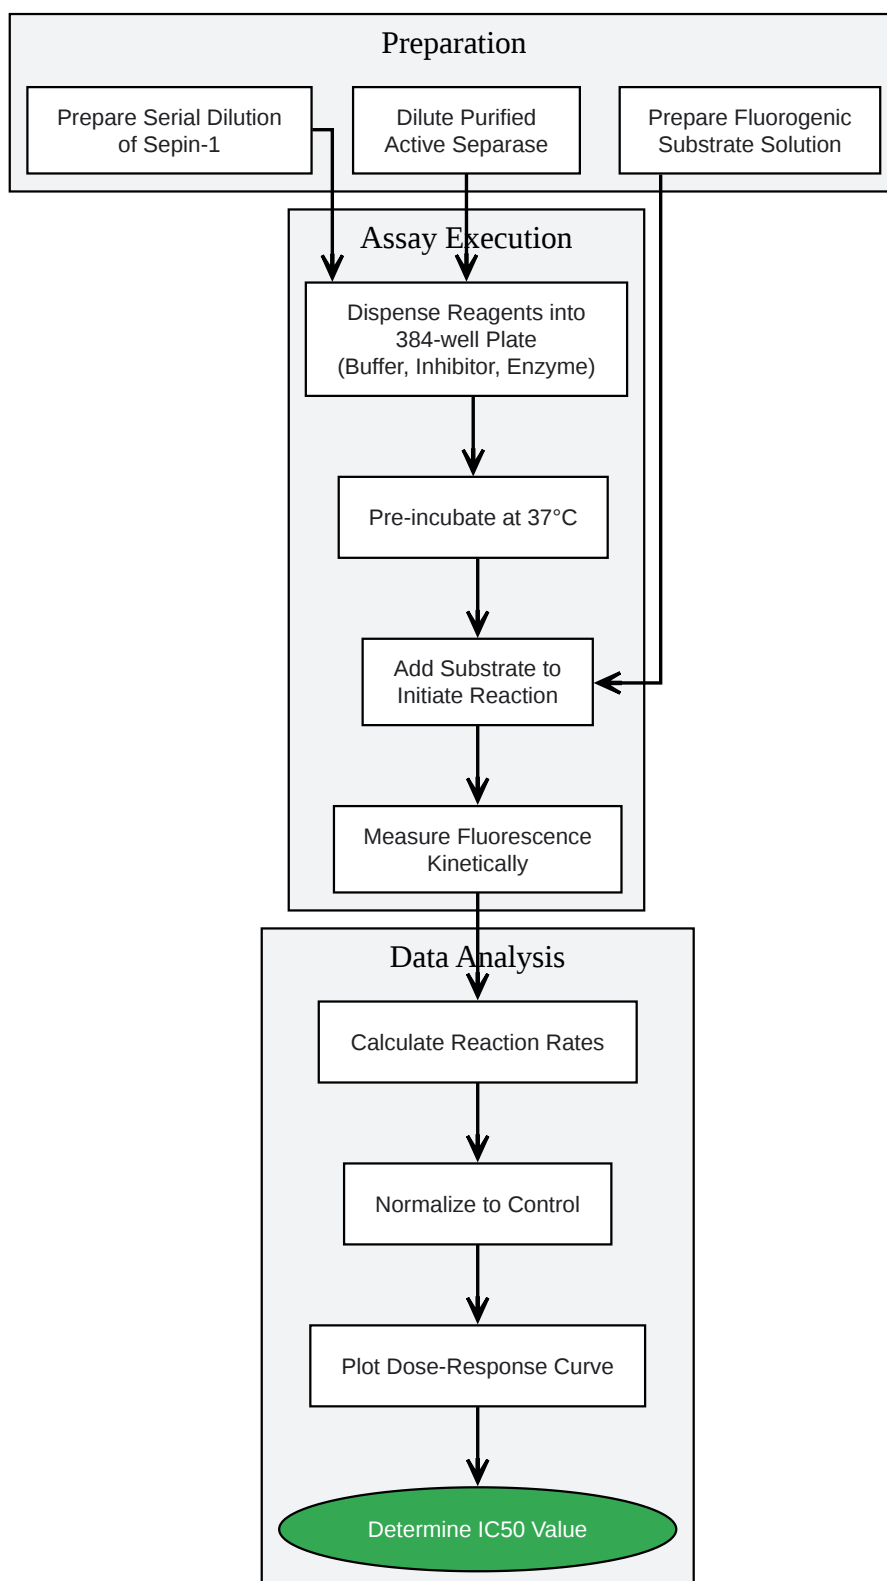 Preparation
Prepare Serial Dilution
of Sepin-1
Dilute Purified
Active Separase
Prepare Fluorogenic
Substrate Solution
Assay Execution
Dispense Reagents into
384-well Plate
(Buffer, Inhibitor, Enzyme)
Pre-incubate at 37°C
Add Substrate to
Initiate Reaction
Measure Fluorescence
Kinetically
Data Analysis
Calculate Reaction Rates
Normalize to Control
Plot Dose-Response Curve
Determine IC50 Value